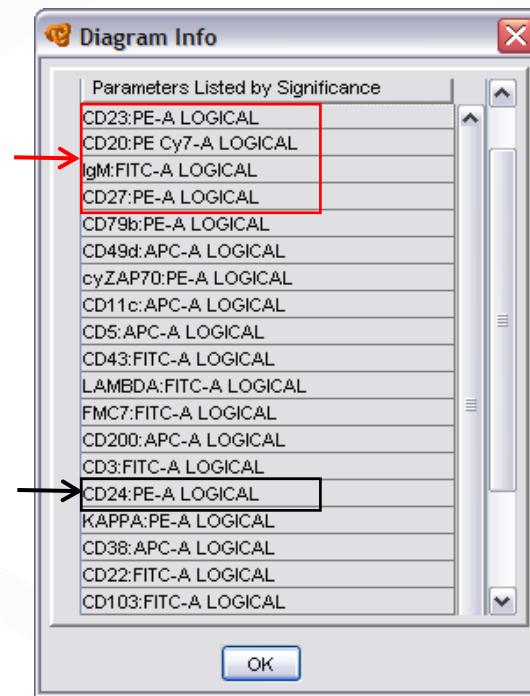 Diagram Info
Parameters Listed by Significance
CD23:PE-A LOGICAL
CD20:PE Cy7-A LOGICAL
IgM:FITC-A LOGICAL
CD27:PE-A LOGICAL
CD79b:PE-A LOGICAL
CD49d:APC-A LOGICAL
cyZAP70:PE-A LOGICAL
CD11c:APC-A LOGICAL
CD5:APC-A LOGICAL
CD43:FITC-A LOGICAL
LAMBDA:FITC-A LOGICAL
FMC7:FITC-A LOGICAL
CD200:APC-A LOGICAL
CD3:FITC-A LOGICAL
CD24:PE-A LOGICAL
KAPPA:PE-A LOGICAL
CD38:APC-A LOGICAL
CD22:FITC-A LOGICAL
CD103:FITC-A LOGICAL
OK